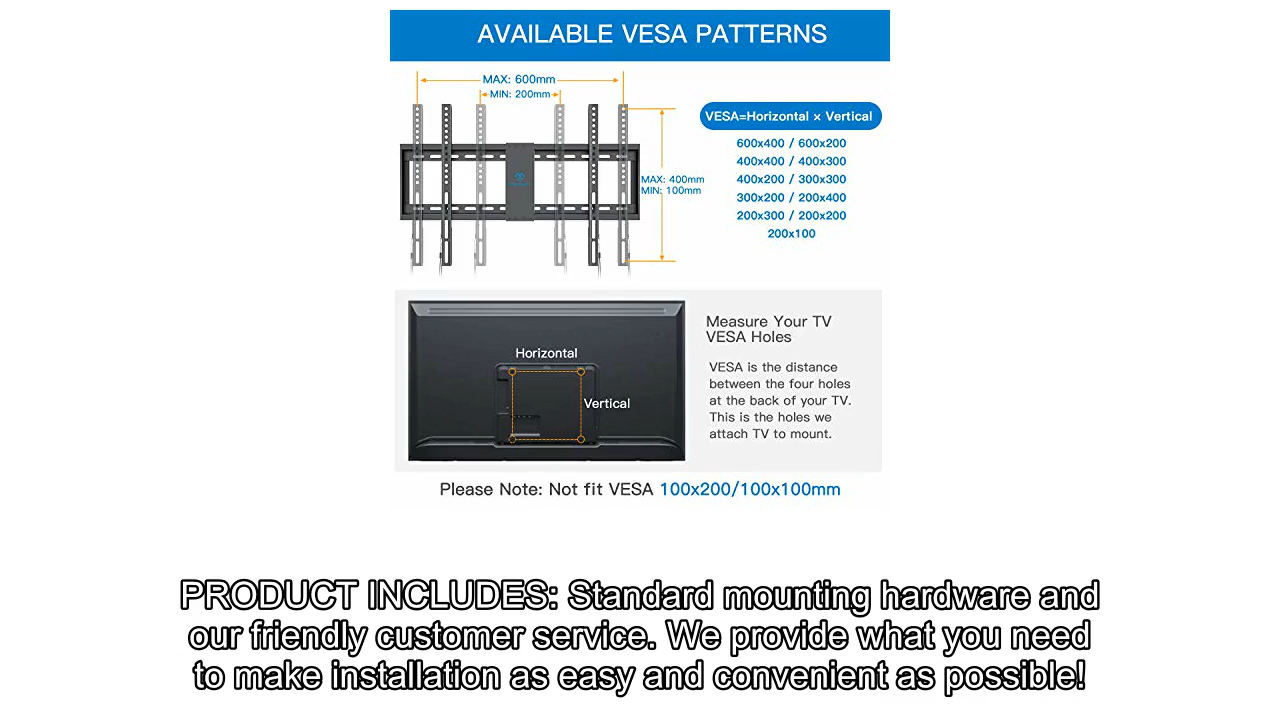 AVAILABLE VESA PATTERNS
MAX: 600mm
MIN: 200mm
MAX: 400mm
MIN: 100mm
VESA=Horizontal × Vertical
600x400 / 600x200
400x400 / 400x300
400x200 / 300x300
300x200 / 200x400
200x300 / 200x200
200x100
Horizontal
Vertical
Measure Your TV
VESA Holes
VESA is the distance
between the four holes
at the back of your TV.
This is the holes we
attach TV to mount.
Please Note: Not fit VESA 100x200/100x100mm
PRODUCT INCLUDES: Standard mounting hardware and
our friendly customer service. We provide what you need
to make installation as easy and convenient as possible!